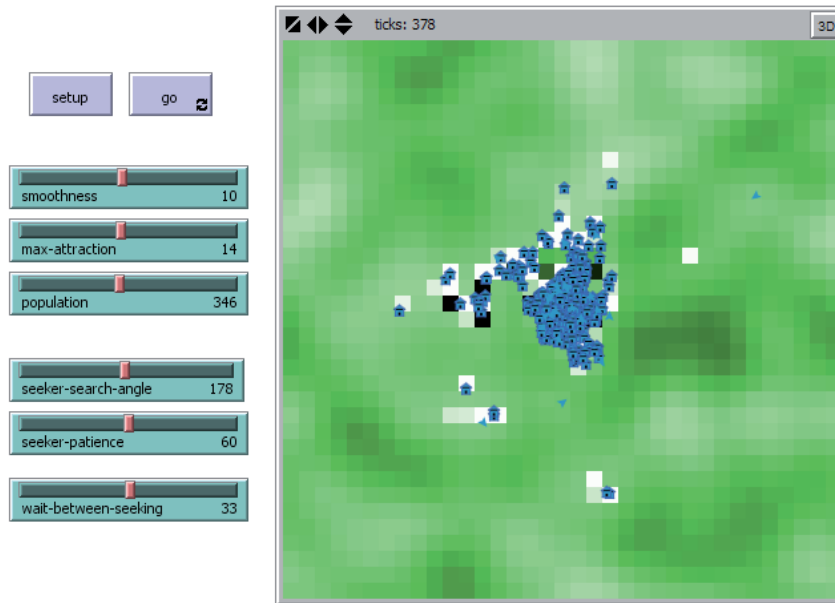 ticks: 378
3D
setup
go
smoothness 10
max-attraction 14
population 346
seeker-search-angle 178
seeker-patience 60
wait-between-seeking 33